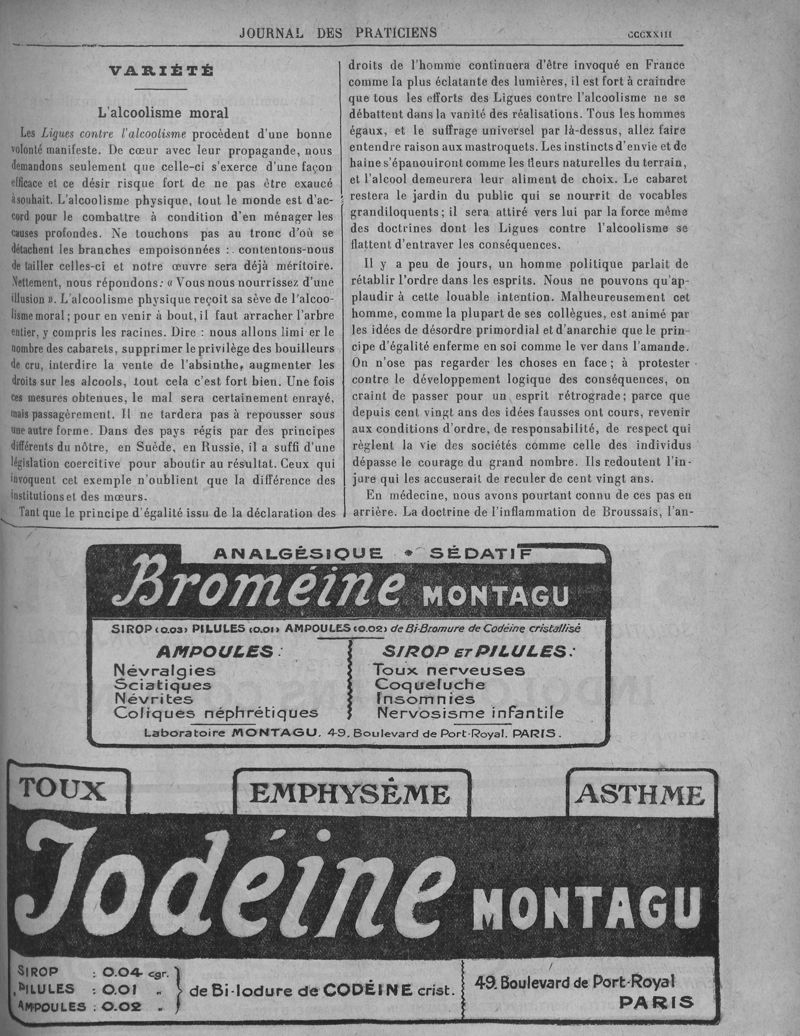 JOURNAL DES PRATICIENS
CCCXXIII
VARIÉTÉ
L'alcoolisme moral
Les Ligues contre l'alcoolisme procèdent d'une bonne
volonté manifeste. De cœur avec leur propagande, nous
demandons seulement que celle-ci s'exerce d'une façon
efficace et ce désir risque fort de ne pas être exaucé
à souhait. L'alcoolisme physique, tout le monde est d'ac-
cord pour le combattre à condition d'en ménager les
causes profondes. Ne touchons pas au tronc d'où se
détachent les branches empoisonnées : contentons-nous
de tailler celles-ci et notre œuvre sera déjà méritoire.
Nettement, nous répondons: « Vous nous nourrissez d'une
illusion ». L'alcoolisme physique reçoit sa sève de l'alcoo-
lisme moral ; pour en venir à bout, il faut arracher l'arbre
entier, y compris les racines. Dire : nous allons limi er le
nombre des cabarets, supprimer le privilège des bouilleurs
de cru, interdire la vente de l'absinthe, augmenter les
droits sur les alcools, tout cela c'est fort bien. Une fois
ces mesures obtenues, le mal sera certainement enrayé,
mais passagèrement. Il ne tardera pas à repousser sous
une autre forme. Dans des pays régis par des principes
différents du nôtre, en Suède, en Russie, il a suffi d'une
législation coercitive pour aboutir au résultat. Ceux qui
invoquent cet exemple n'oublient que la différence des
institutions et des mœurs.
Tant que le principe d'égalité issu de la déclaration des
droits de l'homme continuera d'être invoqué en France
comme la plus éclatante des lumières, il est fort à craindre
que tous les efforts des Ligues contre l'alcoolisme ne se
débattent dans la vanité des réalisations. Tous les hommes
égaux, et le suffrage universel par là-dessus, allez faire
entendre raison aux mastroquets. Les instincts d'envie et de
haine s'épanouiront comme les fleurs naturelles du terrain,
et l'alcool demeurera leur aliment de choix. Le cabaret
restera le jardin du public qui se nourrit de vocables
grandiloquents ; il sera attiré vers lui par la force même
des doctrines dont les Ligues contre l'alcoolisme se
flattent d'entraver les conséquences.
Il y a peu de jours, un homme politique parlait de
rétablir l'ordre dans les esprits. Nous ne pouvons qu'ap-
plaudir à cette louable intention. Malheureusement cet
homme, comme la plupart de ses collègues, est animé par
les idées de désordre primordial et d'anarchie que le prin-
cipe d'égalité enferme en soi comme le ver dans l'amande.
On n'ose pas regarder les choses en face ; à protester
contre le développement logique des conséquences, on
craint de passer pour un esprit rétrograde ; parce que
depuis cent vingt ans des idées fausses ont cours, revenir
aux conditions d'ordre, de responsabilité, de respect qui
règlent la vie des sociétés comme celle des individus
dépasse le courage du grand nombre. Ils redoutent l'in-
jure qui les accuserait de reculer de cent vingt ans.
En médecine, nous avons pourtant connu de ces pas en
arrière. La doctrine de l'inflammation de Broussais, l'an-
ANALGÉSIQUE * SÉDATIF
Broméine MONTAGU
SIROP (0.03) PILULES (0.01) AMPOULES (0.02) de Bi-Bromure de Codéine cristallisé
AMPOULES :
Névralgies
Sciatiques
Névrites
Coliques néphrétiques
SIROP ET PILULES :
Toux nerveuses
Coqueluche
Insomnies
Nervosisme infantile
Laboratoire MONTAGU. 49. Boulevard de Port-Royal. PARIS.
TOUX
EMPHYSÈME
ASTHME
Iodéine MONTAGU
SIROP : 0.04 cgr.
PILULES : 0.01 „
AMPOULES : 0.02 „
de Bi-Iodure de CODÉINE crist.
49. Boulevard de Port-Royal
PARIS